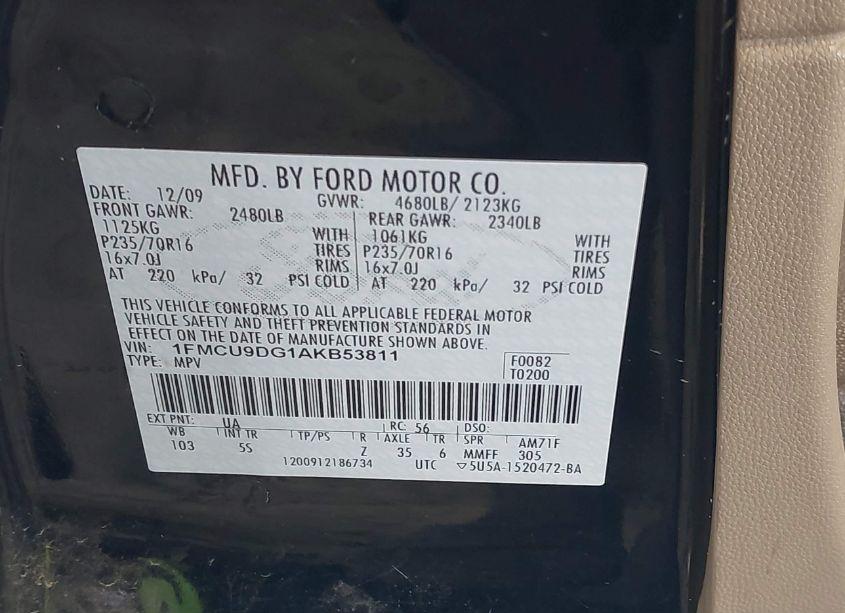 MFD. BY FORD MOTOR CO.
DATE: 12/09 GVWR: 4680LB/ 2123KG
FRONT GAWR: 2480LB REAR GAWR: 2340LB
1125KG WITH 1061KG WITH
P235/70R16 TIRES P235/70R16 TIRES
16x7.0J RIMS 16x7.0J RIMS
AT 220 kPa/ 32 PSI COLD AT 220 kPa/ 32 PSI COLD
THIS VEHICLE CONFORMS TO ALL APPLICABLE FEDERAL MOTOR
VEHICLE SAFETY AND THEFT PREVENTION STANDARDS IN
EFFECT ON THE DATE OF MANUFACTURE SHOWN ABOVE.
VIN: 1FMCU9DG1AKB53811 F0082
TYPE: MPV T0200
EXT PNT: UA RC: 56 DSO:
WB INT TR TP/PS R AXLE TR SPR AM71F
103 5S Z 35 6 MMFF 305
1200912186734 UTC ▽5U5A-1520472-BA